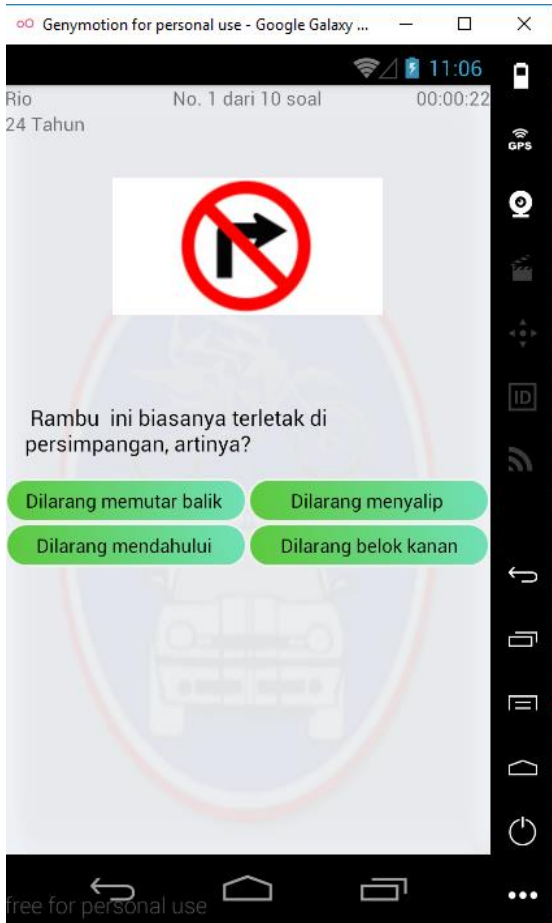 Genymotion for personal use - Google Galaxy ...
11:06
Rio No. 1 dari 10 soal 00:00:22
24 Tahun
GPS
Rambu ini biasanya terletak di
persimpangan, artinya?
ID
Dilarang memutar balik Dilarang menyalip
Dilarang mendahului Dilarang belok kanan
free for personal use